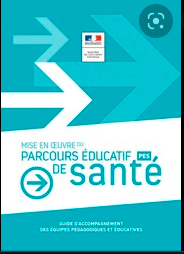 MISE EN ŒUVRE DU
PARCOURS ÉDUCATIF PES
DE santé
GUIDE D'ACCOMPAGNEMENT
DES ÉQUIPES PÉDAGOGIQUES ET ÉDUCATIVES